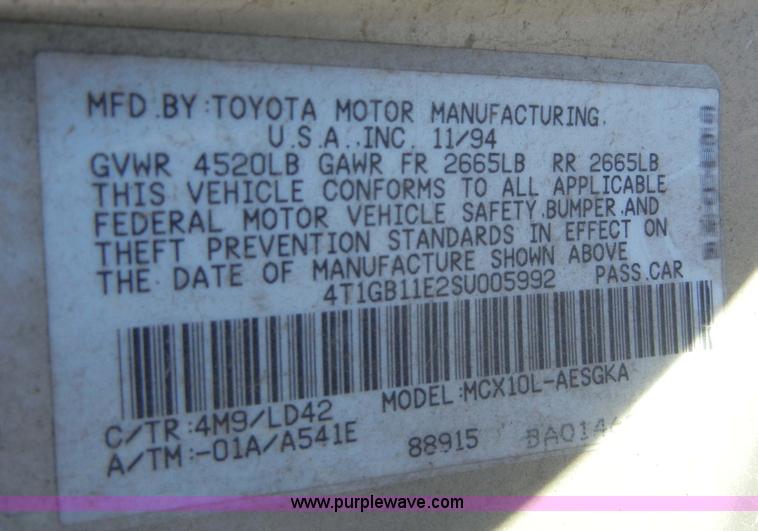 MFD.BY:TOYOTA MOTOR MANUFACTURING,
U.S.A.,INC. 11/94
GVWR 4520LB GAWR FR 2665LB RR 2665LB
THIS VEHICLE CONFORMS TO ALL APPLICABLE
FEDERAL MOTOR VEHICLE SAFETY,BUMPER,AND
THEFT PREVENTION STANDARDS IN EFFECT ON
THE DATE OF MANUFACTURE SHOWN ABOVE
4T1GB11E2SU005992 PASS.CAR
C/TR:4M9/LD42 MODEL:MCX10L-AESGKA
A/TM:-01A/A541E 88915
www.purplewave.com